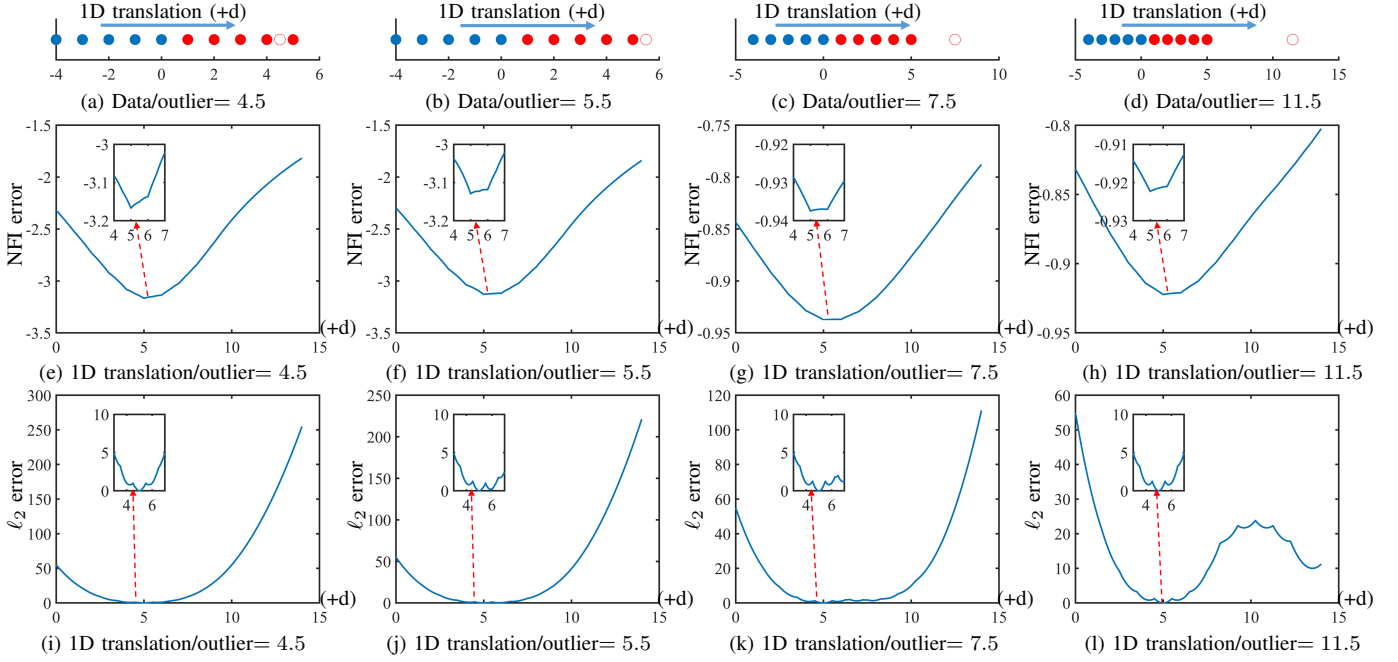 1D translation (+d) 1D translation (+d) 1D translation (+d) 1D translation (+d)
-4 -2 0 2 4 6 -4 -2 0 2 4 6 -5 0 5 10 -5 0 5 10 15
(a) Data/outlier= 4.5 (b) Data/outlier= 5.5 (c) Data/outlier= 7.5 (d) Data/outlier= 11.5
NFI error
-1.5
-2
-2.5
-3
-3.5
-3
-3.1
-3.2
4 5 6 7
0 5 10 15
(+d)
NFI error
-1.5
-2
-2.5
-3
-3.5
-3
-3.1
-3.2
4 5 6 7
0 5 10 15
(+d)
NFI error
-0.75
-0.8
-0.85
-0.9
-0.95
-0.92
-0.93
-0.94
4 5 6 7
0 5 10 15
(+d)
NFI error
-0.8
-0.85
-0.9
-0.95
-0.91
-0.92
-0.93
4 5 6 7
0 5 10 15
(+d)
(e) 1D translation/outlier= 4.5 (f) 1D translation/outlier= 5.5 (g) 1D translation/outlier= 7.5 (h) 1D translation/outlier= 11.5
ℓ2 error
300
250
200
150
100
50
0
10
5
0
4 6
0 5 10 15
(+d)
ℓ2 error
250
200
150
100
50
0
10
5
0
4 6
0 5 10 15
(+d)
ℓ2 error
120
100
80
60
40
20
0
10
5
0
4 6
0 5 10 15
(+d)
ℓ2 error
60
50
40
30
20
10
0
10
5
0
4 6
0 5 10 15
(+d)
(i) 1D translation/outlier= 4.5 (j) 1D translation/outlier= 5.5 (k) 1D translation/outlier= 7.5 (l) 1D translation/outlier= 11.5